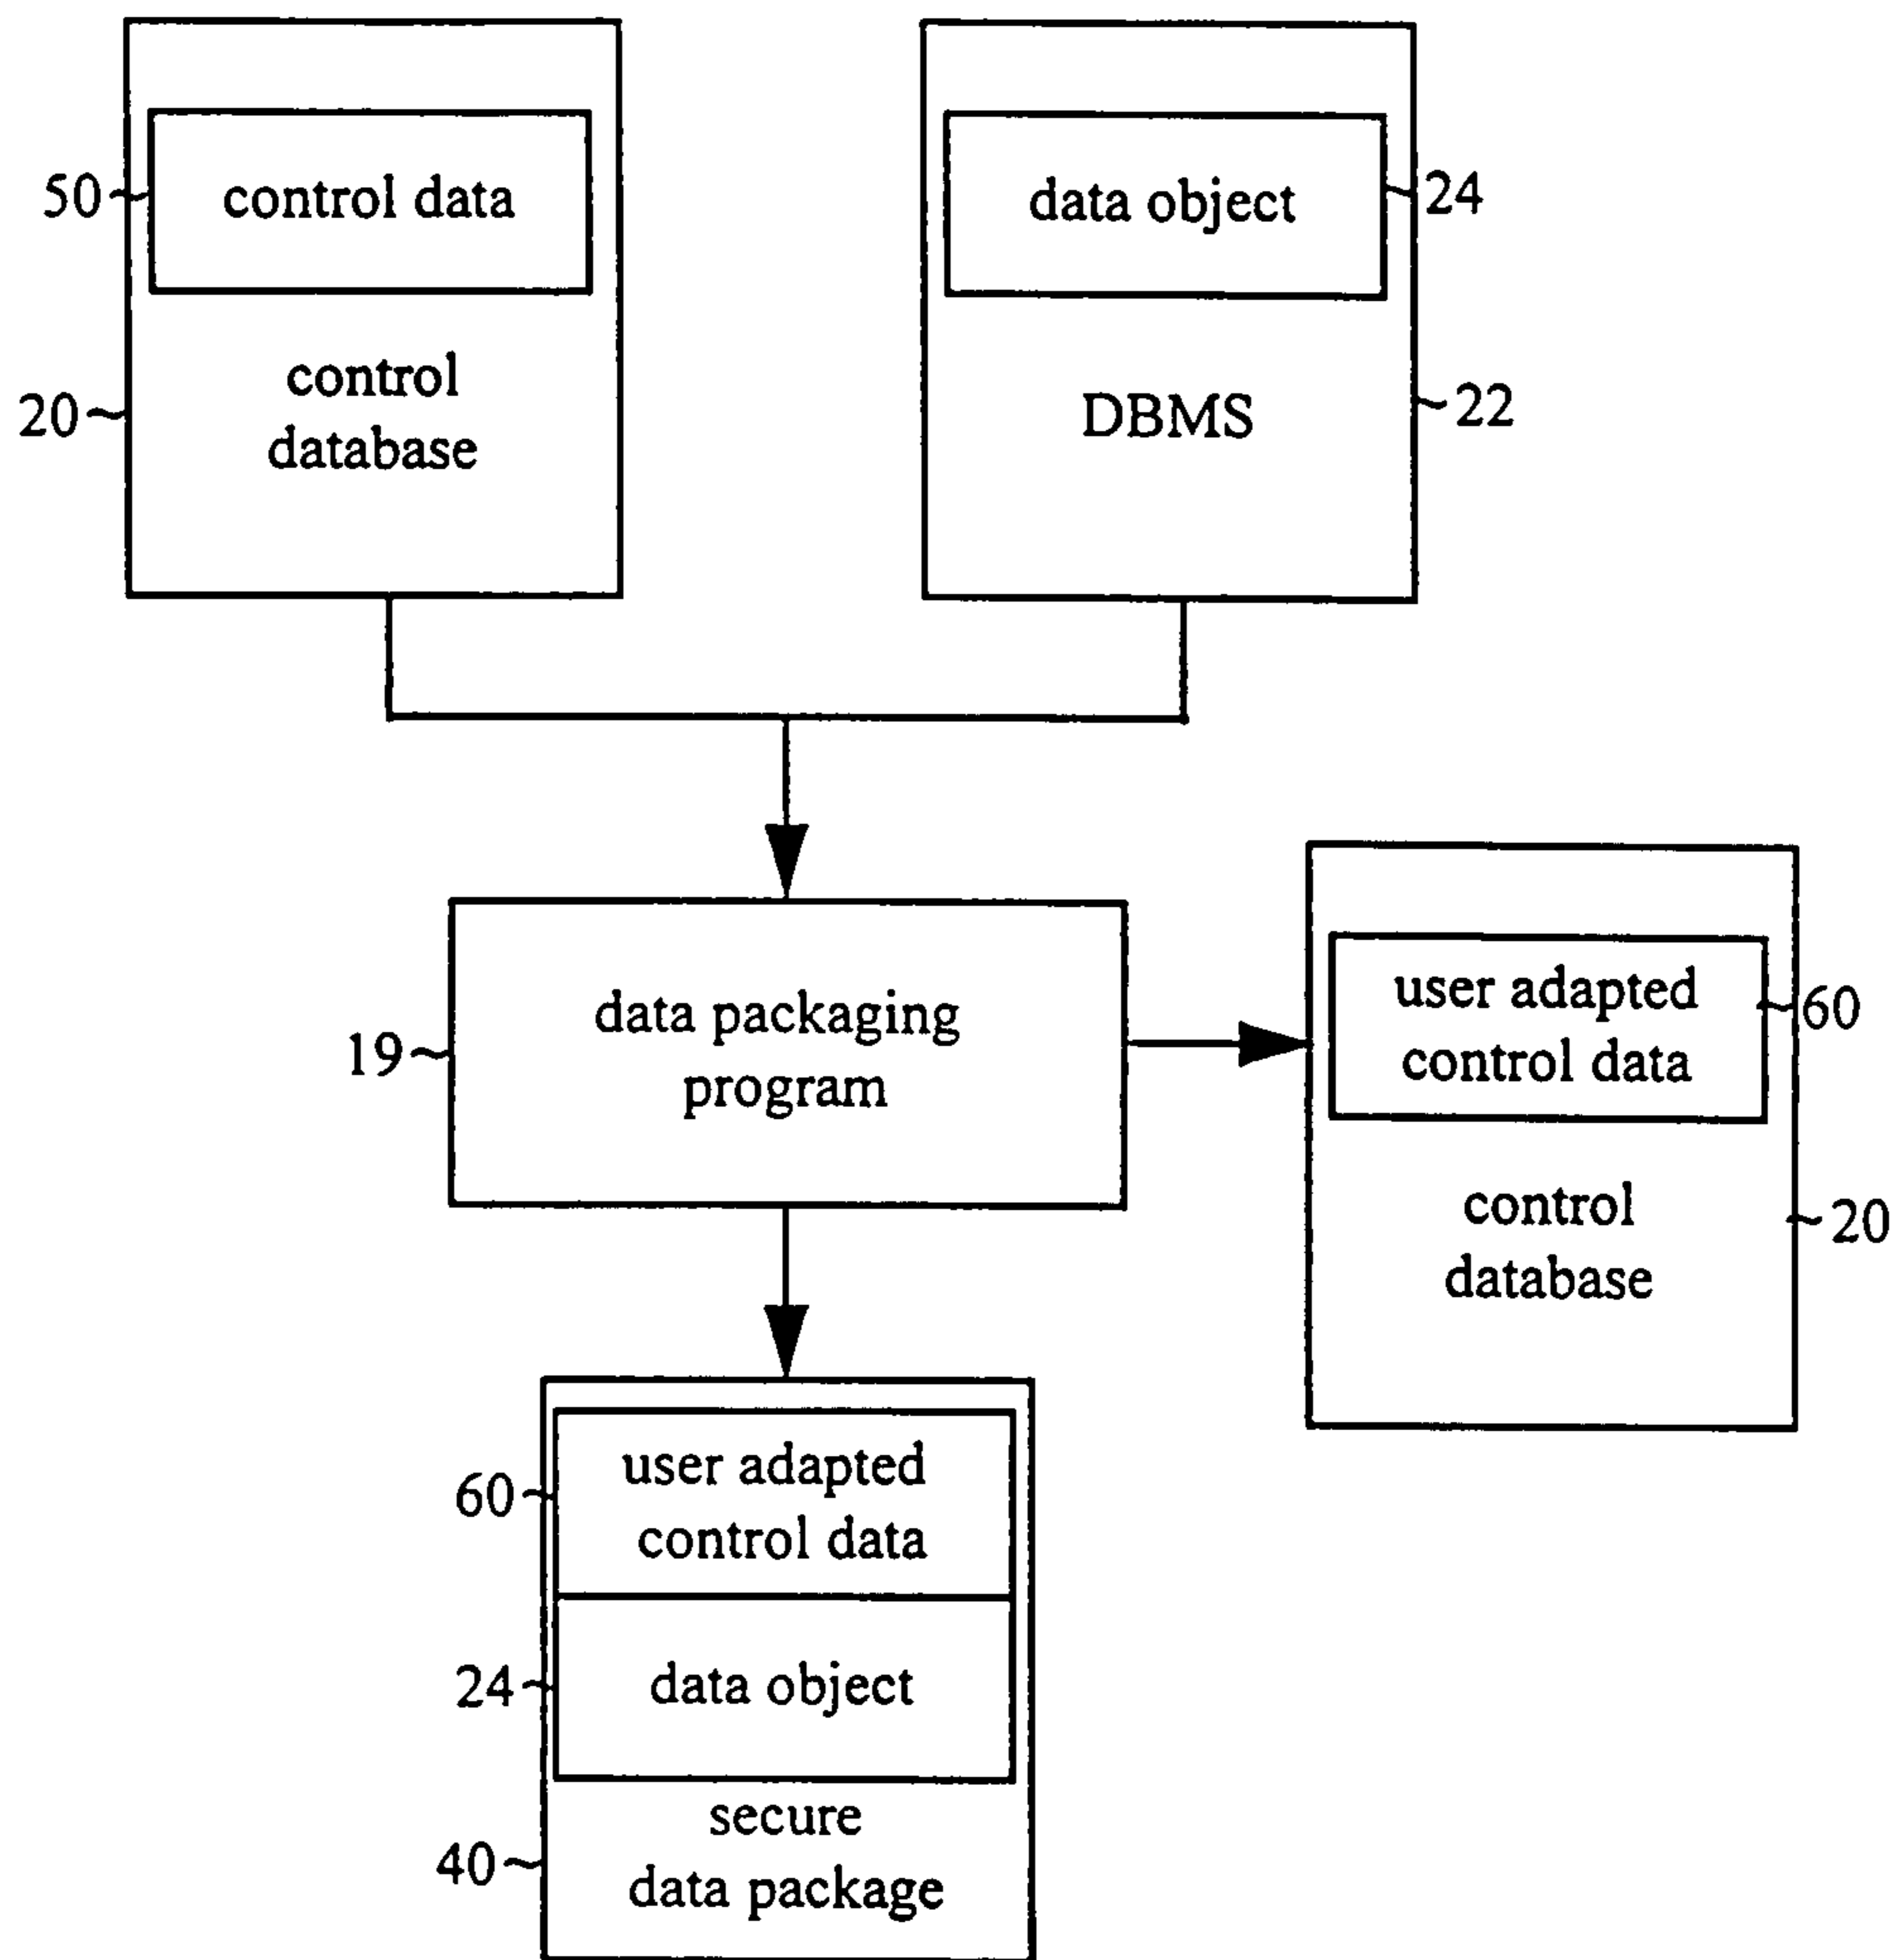 50
control data
20
control
database
data object
24
DBMS
22
19
data packaging
program
user adapted
control data
60
control
database
20
60
user adapted
control data
24
data object
40
secure
data package